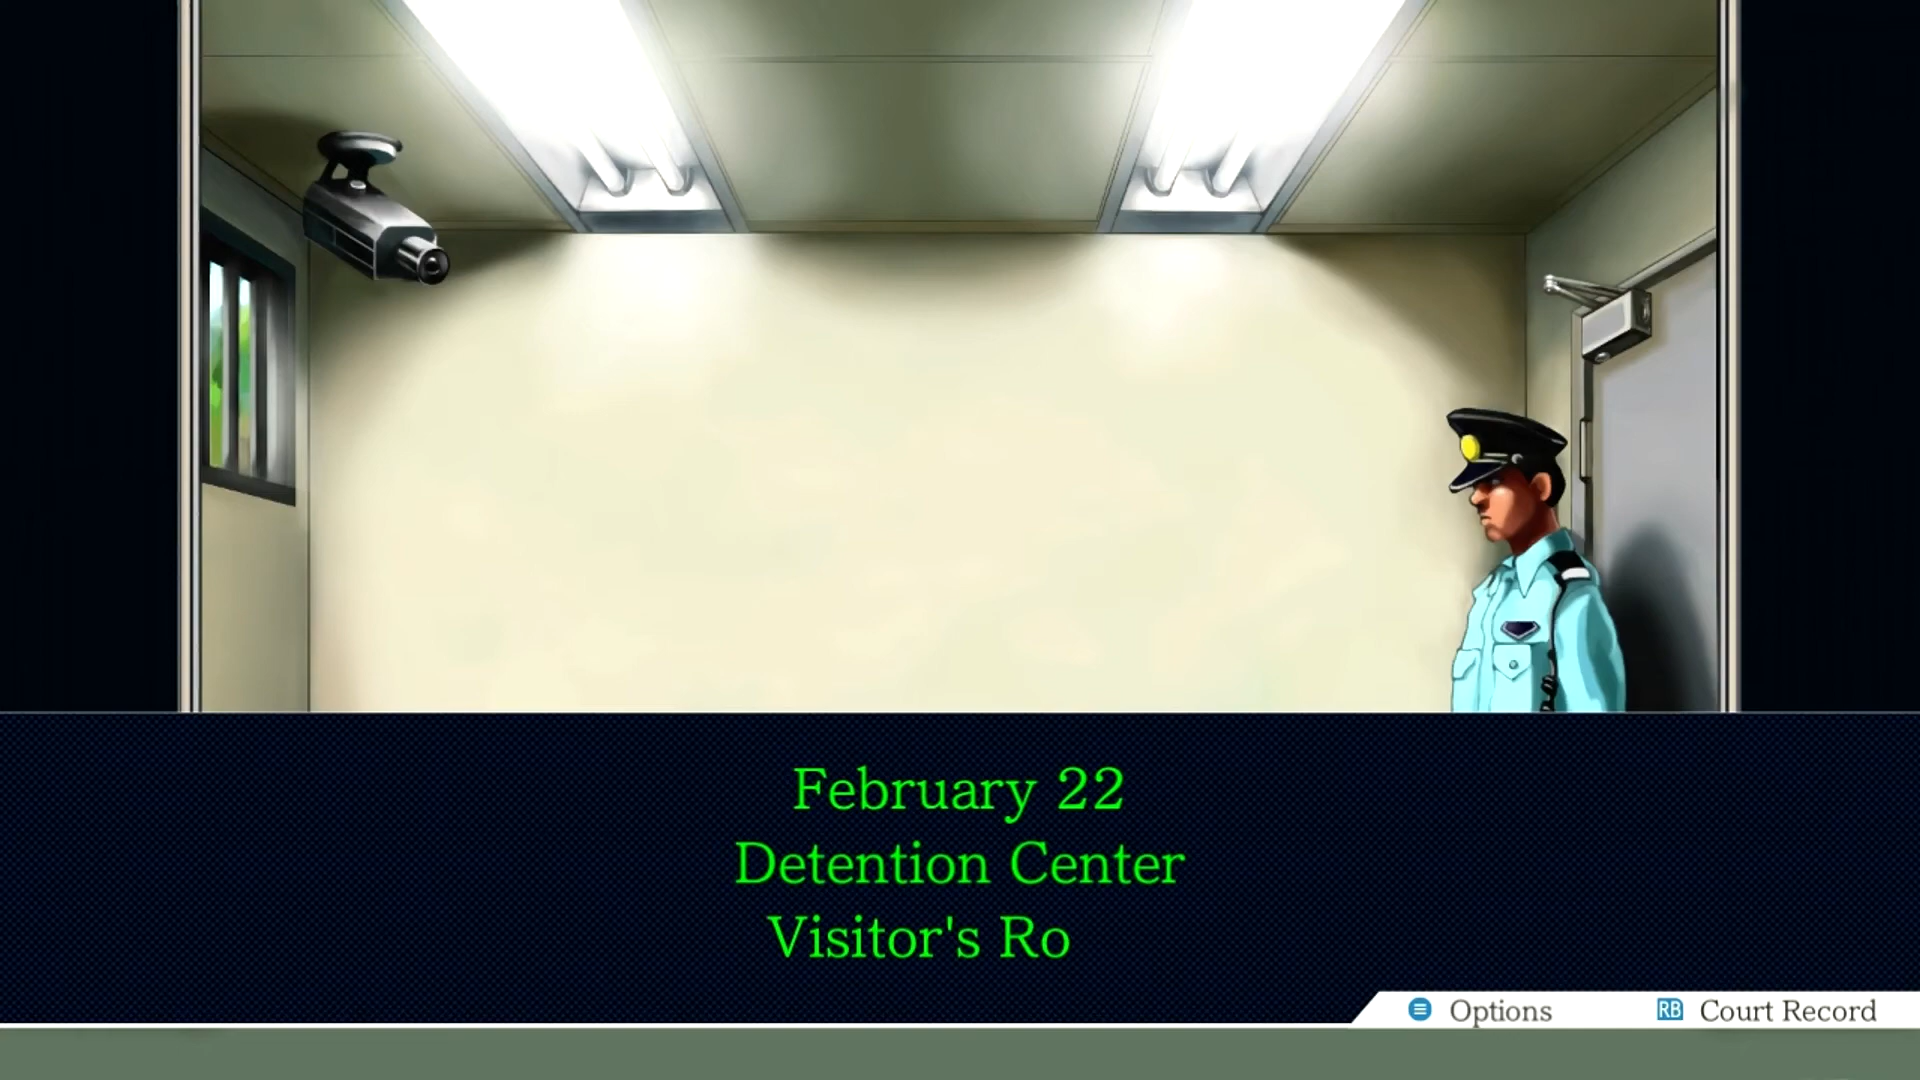 February 22
Detention Center
Visitor's Ro
Options
RB Court Record